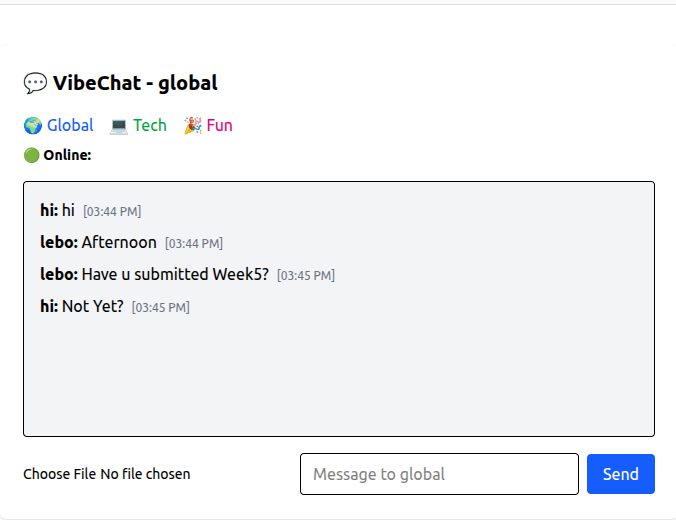 💬 VibeChat - global
🌍 Global 💻 Tech 🎉 Fun
🟢 Online:
hi: hi [03:44 PM]
lebo: Afternoon [03:44 PM]
lebo: Have u submitted Week5? [03:45 PM]
hi: Not Yet? [03:45 PM]
Choose File No file chosen Message to global Send